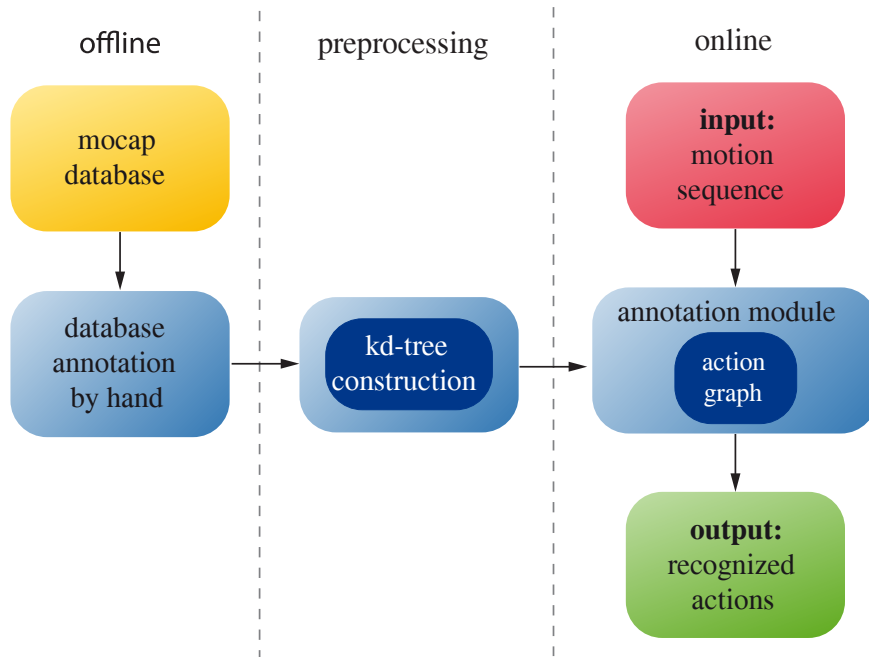 offline
preprocessing
online
mocap
database
input:
motion
sequence
database
annotation
by hand
kd-tree
construction
annotation module
action
graph
output:
recognized
actions